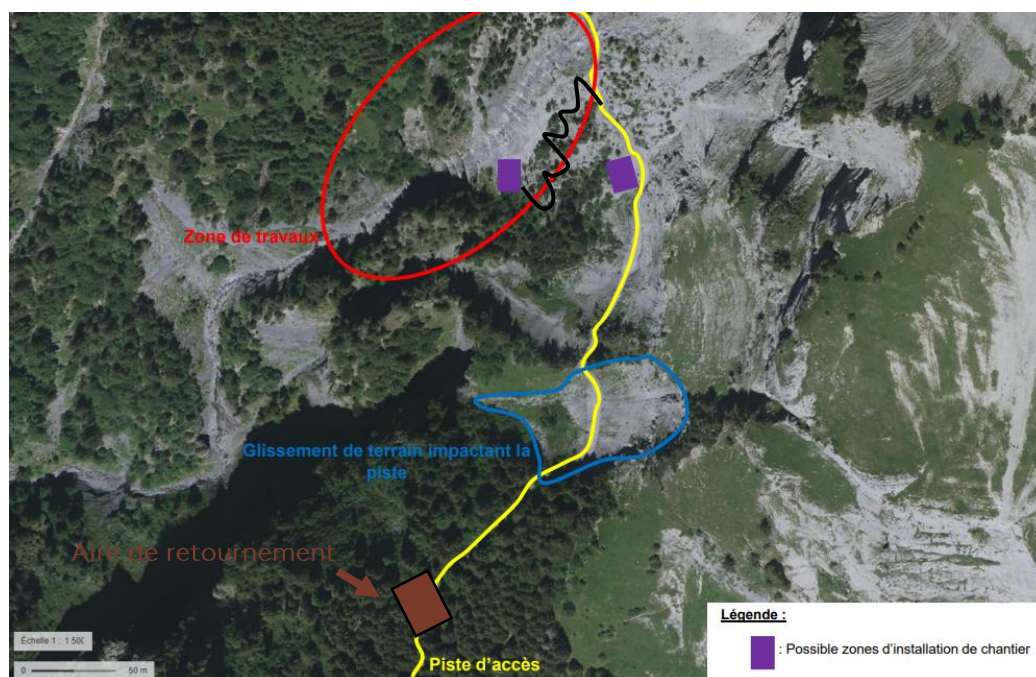 Zone de travaux
Glissement de terrain impactant la
piste
Aire de retournement
Piste d'accès
Échelle 1 : 1 500
0 50 m
Légende :
: Possible zones d'installation de chantier